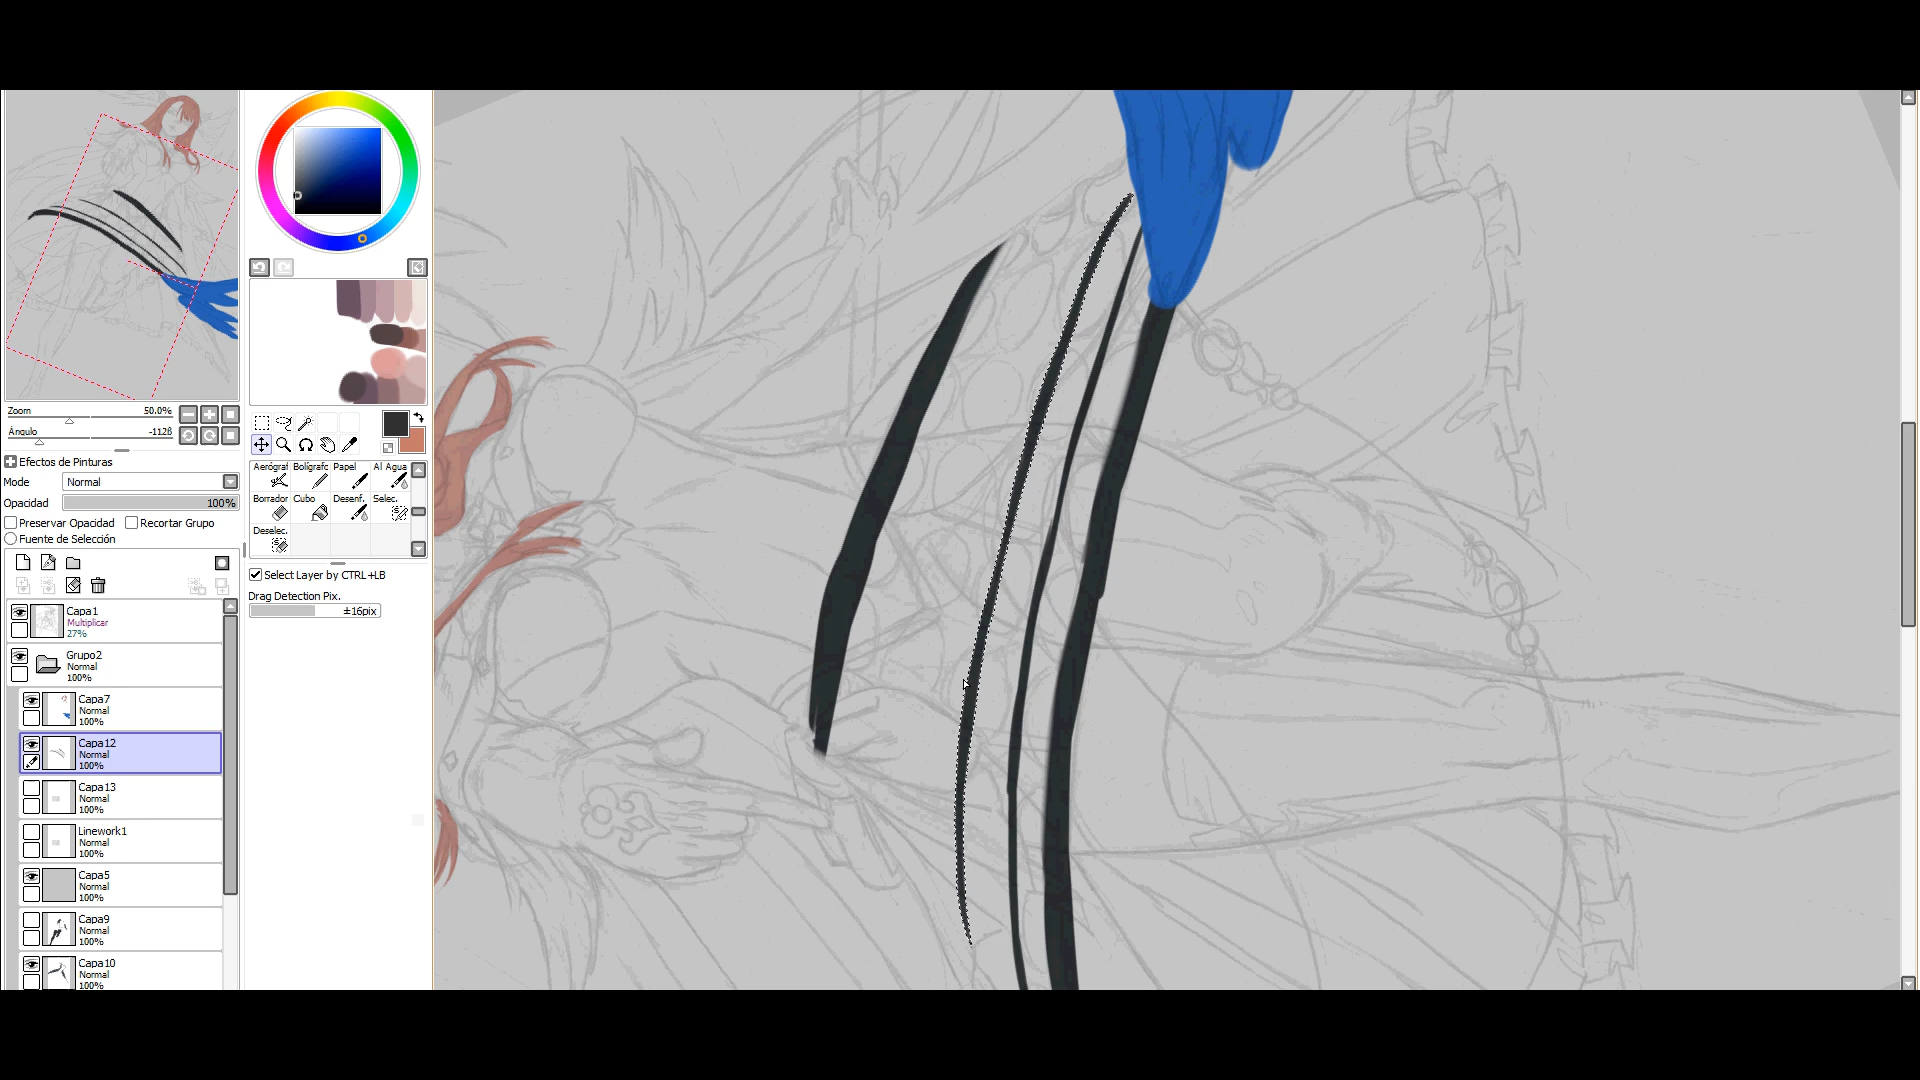 Zoom 50.0%
Ángulo -112ß
Efectos de Pinturas
Mode Normal
Opacidad 100%
Preservar Opacidad Recortar Grupo
Fuente de Selección
Capa1
Multiplicar
27%
Grupo2
Normal
100%
Capa7
Normal
100%
Capa12
Normal
100%
Capa13
Normal
100%
Linework1
Normal
100%
Capa5
Normal
100%
Capa9
Normal
100%
Capa10
Normal
100%
Aerógraf Bolígrafo Papel Al Agua
Borrador Cubo Desenf. Selec.
Deselec.
Select Layer by CTRL+LB
Drag Detection Pix.
±16pix